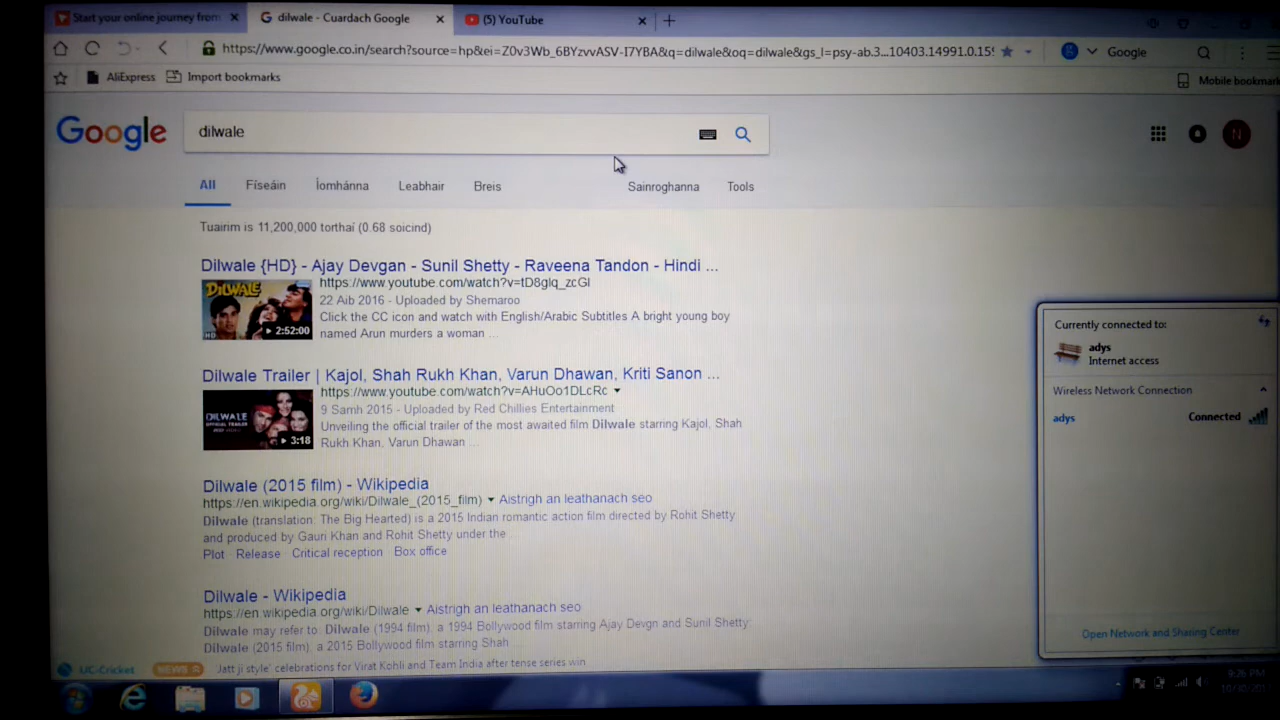 Start your online journey from
dilwale - Cuardach Google
(5) YouTube
https://www.google.co.in/search?source=hp&ei=Z0v3Wb_6BYzvvASV-I7YBA&q=dilwale&oq=dilwale&gs_l=psy-ab.3...10403.14991.0.15
Google
AliExpress
Import bookmarks
Mobile bookmar
Google
dilwale
N
All
Físeáin
Íomhánna
Leabhair
Breis
Sainroghanna
Tools
Tuairim is 11,200,000 torthaí (0.68 soicind)
Dilwale {HD} - Ajay Devgan - Sunil Shetty - Raveena Tandon - Hindi ...
https://www.youtube.com/watch?v=tD8glq_zcGI
DILWALE
HD
2:52:00
22 Aib 2016 - Uploaded by Shemaroo
Click the CC icon and watch with English/Arabic Subtitles A bright young boy
named Arun murders a woman ...
Dilwale Trailer | Kajol, Shah Rukh Khan, Varun Dhawan, Kriti Sanon ...
https://www.youtube.com/watch?v=AHuOo1DLcRc
DILWALE
OFFICIAL TRAILER
3:18
9 Samh 2015 - Uploaded by Red Chillies Entertainment
Unveiling the official trailer of the most awaited film Dilwale starring Kajol, Shah
Rukh Khan, Varun Dhawan ...
Dilwale (2015 film) - Wikipedia
https://en.wikipedia.org/wiki/Dilwale_(2015_film) Aistrigh an leathanach seo
Dilwale (translation: The Big Hearted) is a 2015 Indian romantic action film directed by Rohit Shetty
and produced by Gauri Khan and Rohit Shetty under the ...
Plot · Release · Critical reception · Box office
Dilwale - Wikipedia
https://en.wikipedia.org/wiki/Dilwale Aistrigh an leathanach seo
Dilwale may refer to: Dilwale (1994 film), a 1994 Bollywood film starring Ajay Devgn and Sunil Shetty;
Dilwale (2015 film), a 2015 Bollywood film starring Shah ...
Currently connected to:
adys
Internet access
Wireless Network Connection
adys
Connected
Open Network and Sharing Center
UC-Cricket
NEWS
'Jatt ji style' celebrations for Virat Kohli and Team India after tense series win
9:26 PM